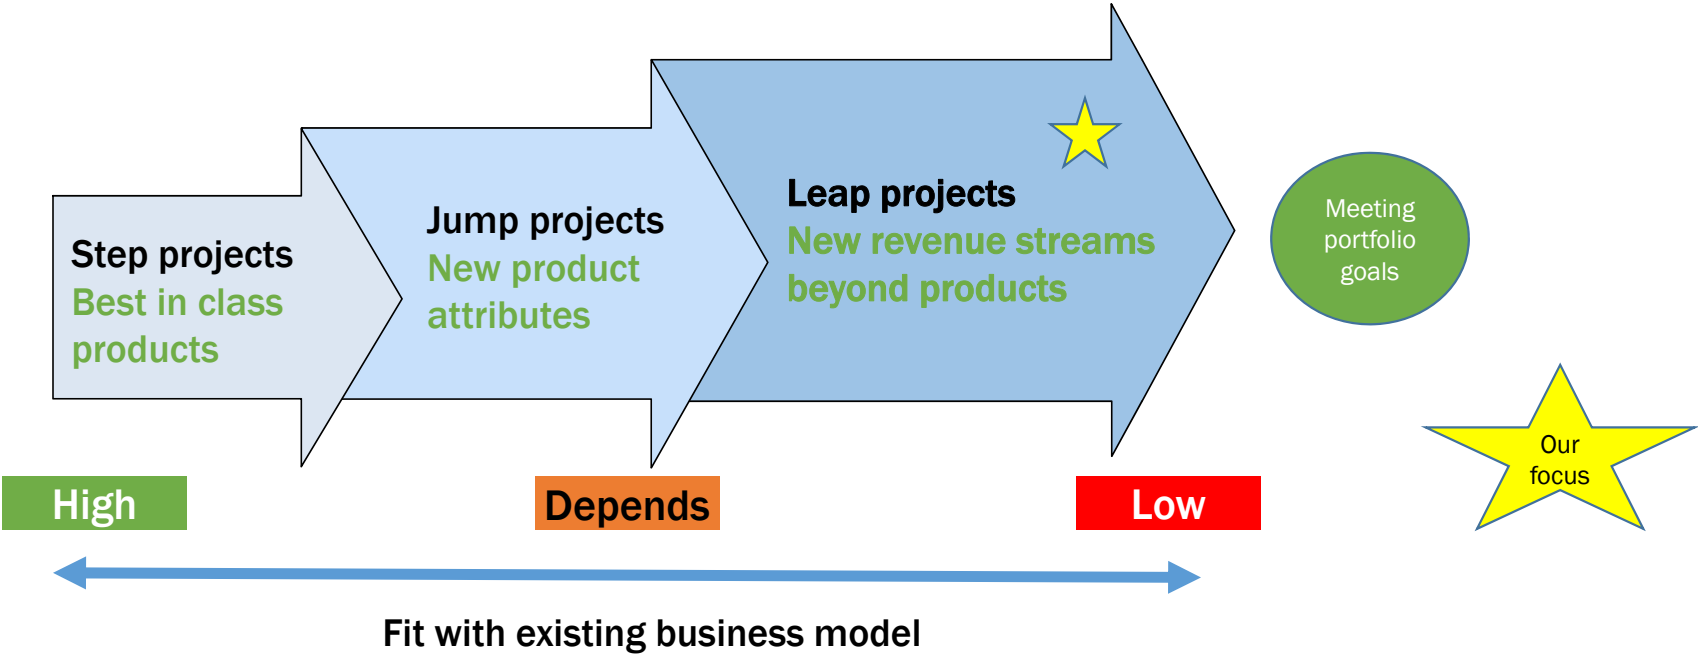 Step projects
Best in class
products
Jump projects
New product
attributes
Leap projects
New revenue streams
beyond products
Meeting
portfolio
goals
Our
focus
High
Depends
Low
Fit with existing business model